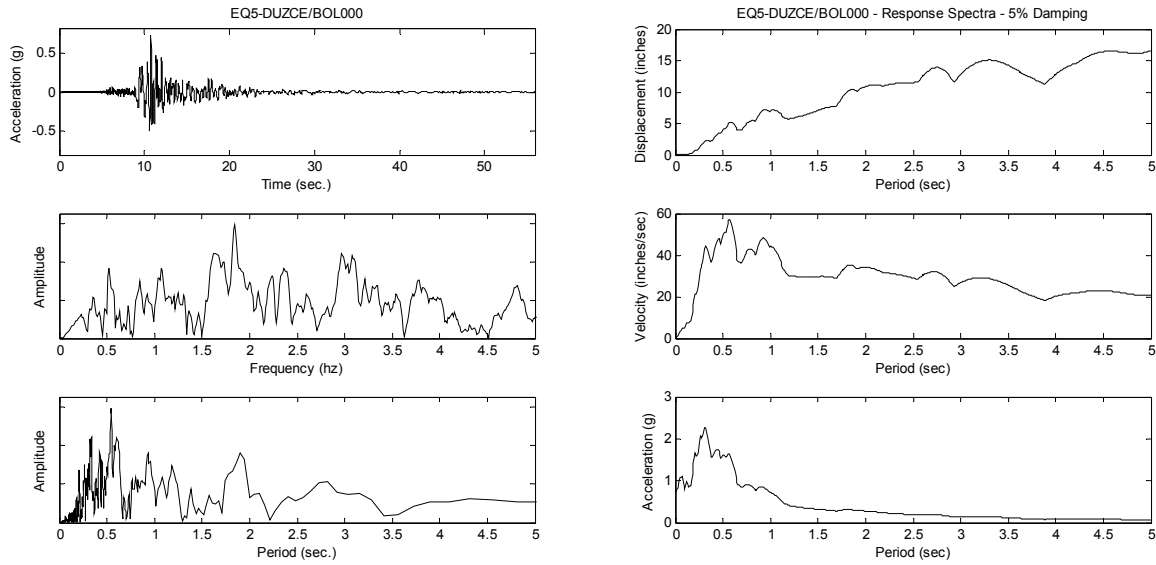 EQ5-DUZCE/BOL000
Acceleration (g)
0.5
0
-0.5
0 10 20 30 40 50
Time (sec.)
Amplitude
0 0.5 1 1.5 2 2.5 3 3.5 4 4.5 5
Frequency (hz)
Amplitude
0 0.5 1 1.5 2 2.5 3 3.5 4 4.5 5
Period (sec.)
EQ5-DUZCE/BOL000 - Response Spectra - 5% Damping
Displacement (inches)
20
15
10
5
0
0 0.5 1 1.5 2 2.5 3 3.5 4 4.5 5
Period (sec)
Velocity (inches/sec)
60
40
20
0
0 0.5 1 1.5 2 2.5 3 3.5 4 4.5 5
Period (sec)
Acceleration (g)
3
2
1
0
0 0.5 1 1.5 2 2.5 3 3.5 4 4.5 5
Period (sec)